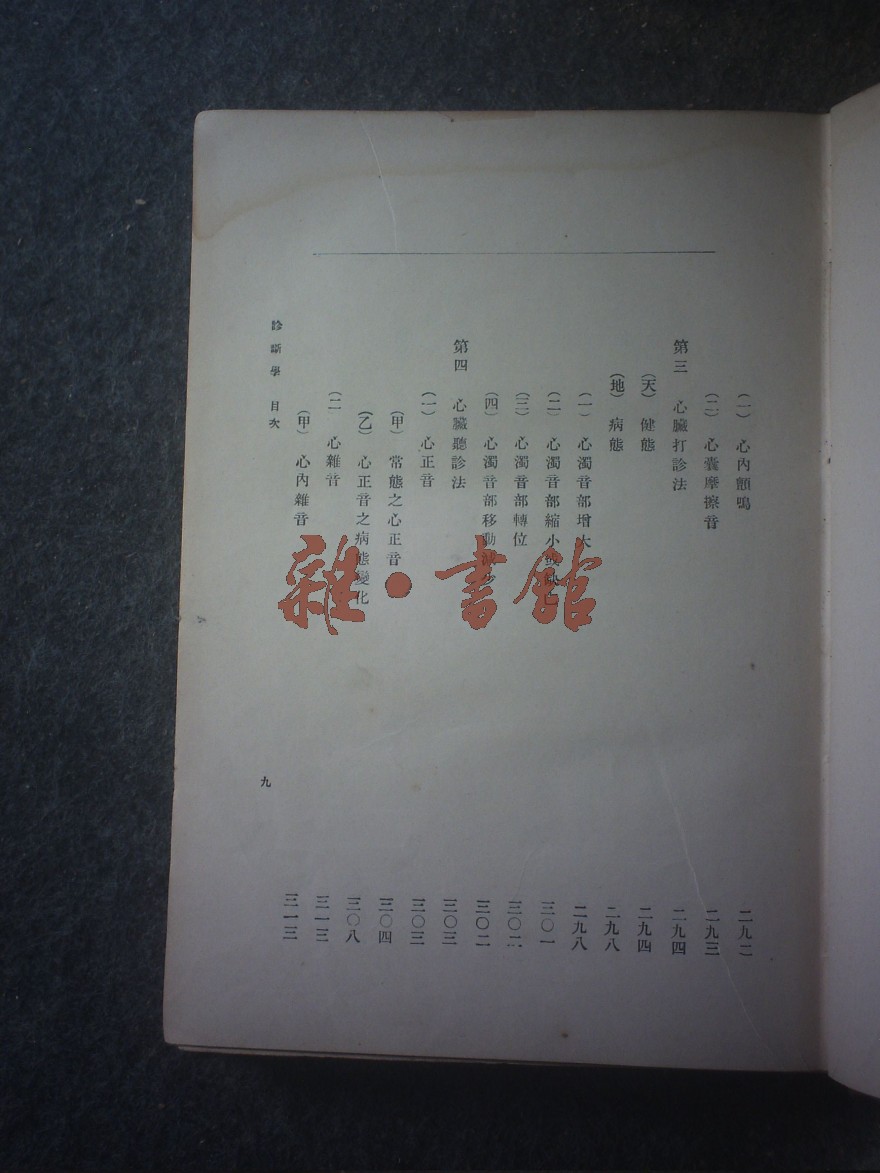 (一) 心內顫鳴 二九二
(二) 心囊摩擦音 二九三
第三 心臟打診法 二九四
(天) 健態 二九四
(地) 病態 二九八
(一) 心濁音部增大 二九八
(二) 心濁音部縮小 三〇一
(三) 心濁音部轉位 三〇二
(四) 心濁音部移動 三〇二
第四 心臟聽診法 三〇三
(一) 心正音 三〇三
(甲) 常態之心正音 三〇四
(乙) 心正音之病態變化 三〇八
(二) 心雜音 三一三
(甲) 心內雜音 三一三
診斷學 目次 九
雜·書館